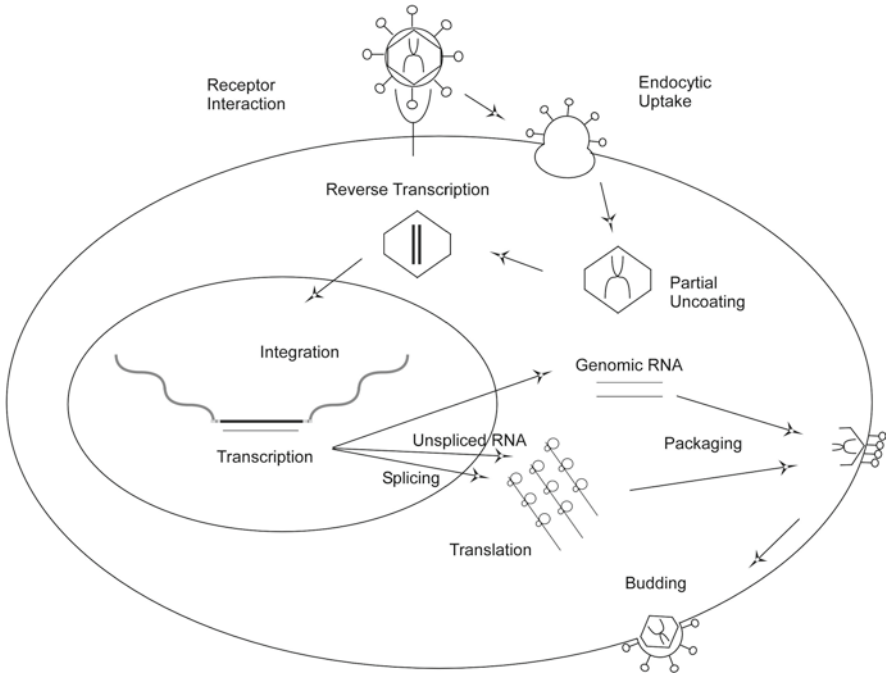 Receptor
Interaction
Endocytic
Uptake
Reverse Transcription
Partial
Uncoating
Integration
Genomic RNA
Transcription
Unspliced RNA
Splicing
Packaging
Translation
Budding